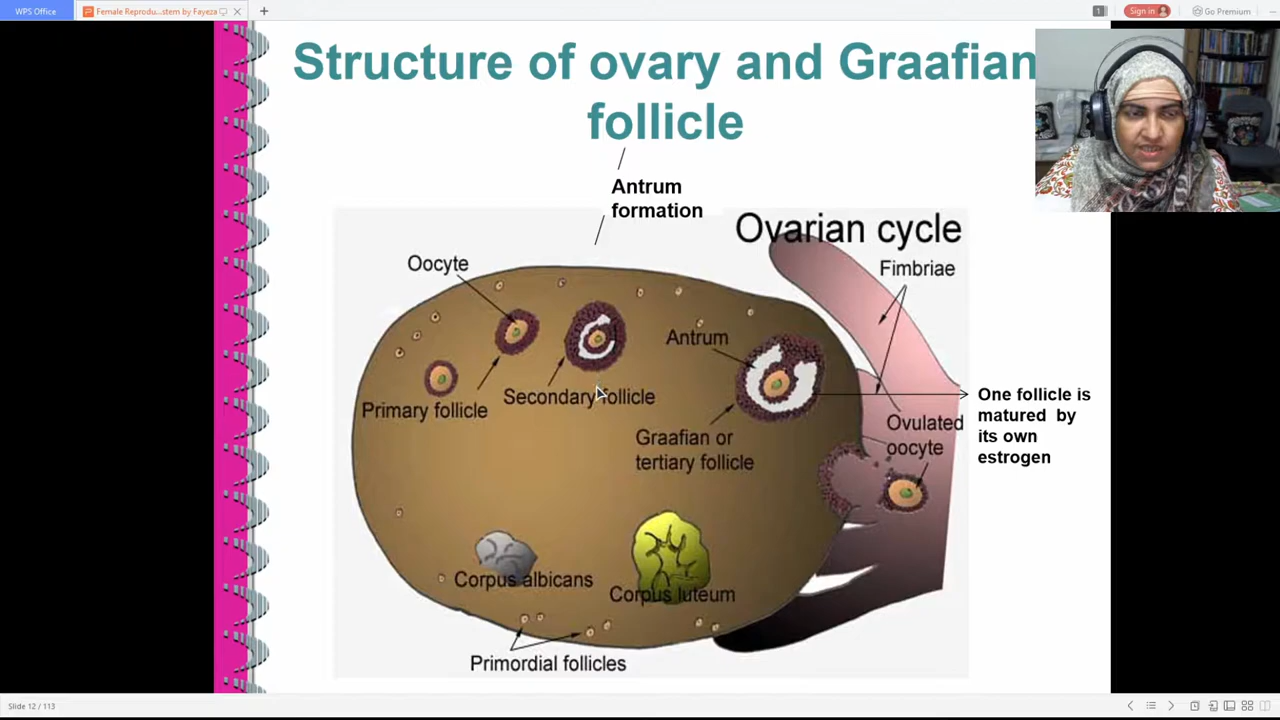 WPS Office
Female Reprodu...stem by Fayeza
1
Sign in
Go Premium
Structure of ovary and Graafian
follicle
Antrum
formation
Ovarian cycle
Oocyte
Fimbriae
Antrum
Primary follicle
Secondary follicle
One follicle is
matured by
its own
estrogen
Ovulated
oocyte
Graafian or
tertiary follicle
Corpus albicans
Corpus luteum
Primordial follicles
Slide 12 / 113